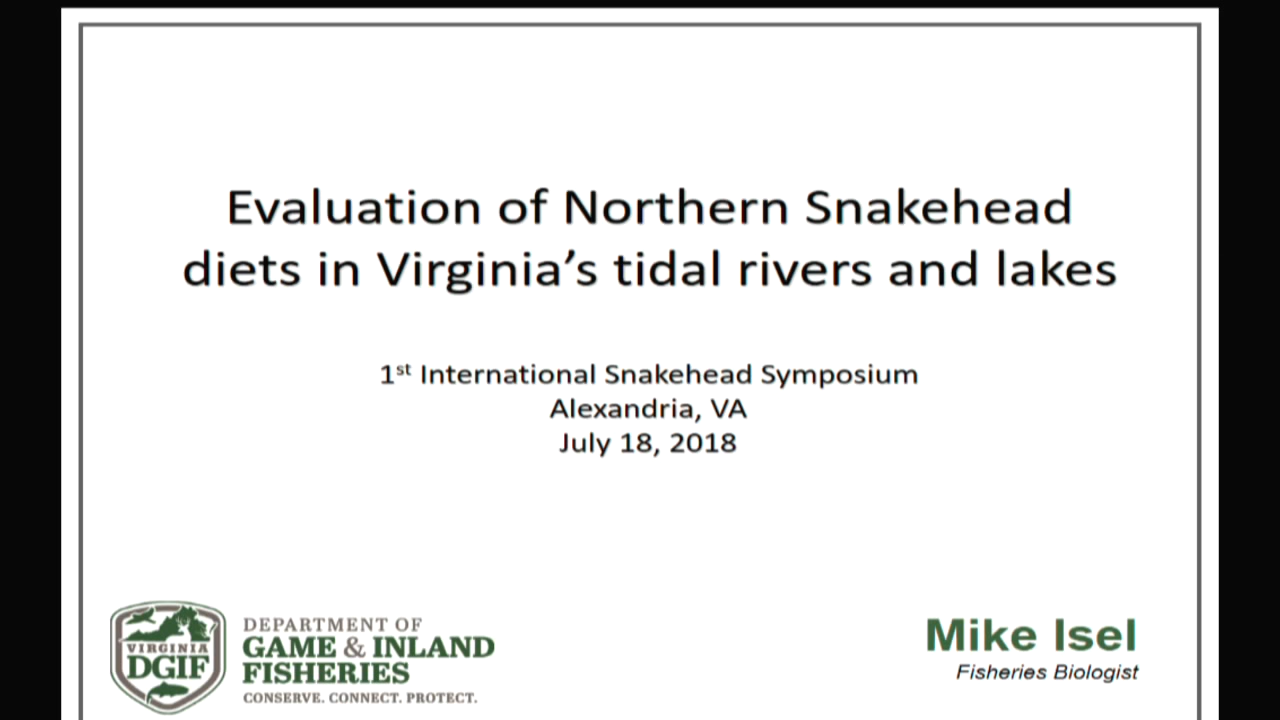 Evaluation of Northern Snakehead
diets in Virginia’s tidal rivers and lakes
1st International Snakehead Symposium
Alexandria, VA
July 18, 2018
VIRGINIA
DGIF
DEPARTMENT OF
GAME & INLAND
FISHERIES
CONSERVE. CONNECT. PROTECT.
Mike Isel
Fisheries Biologist